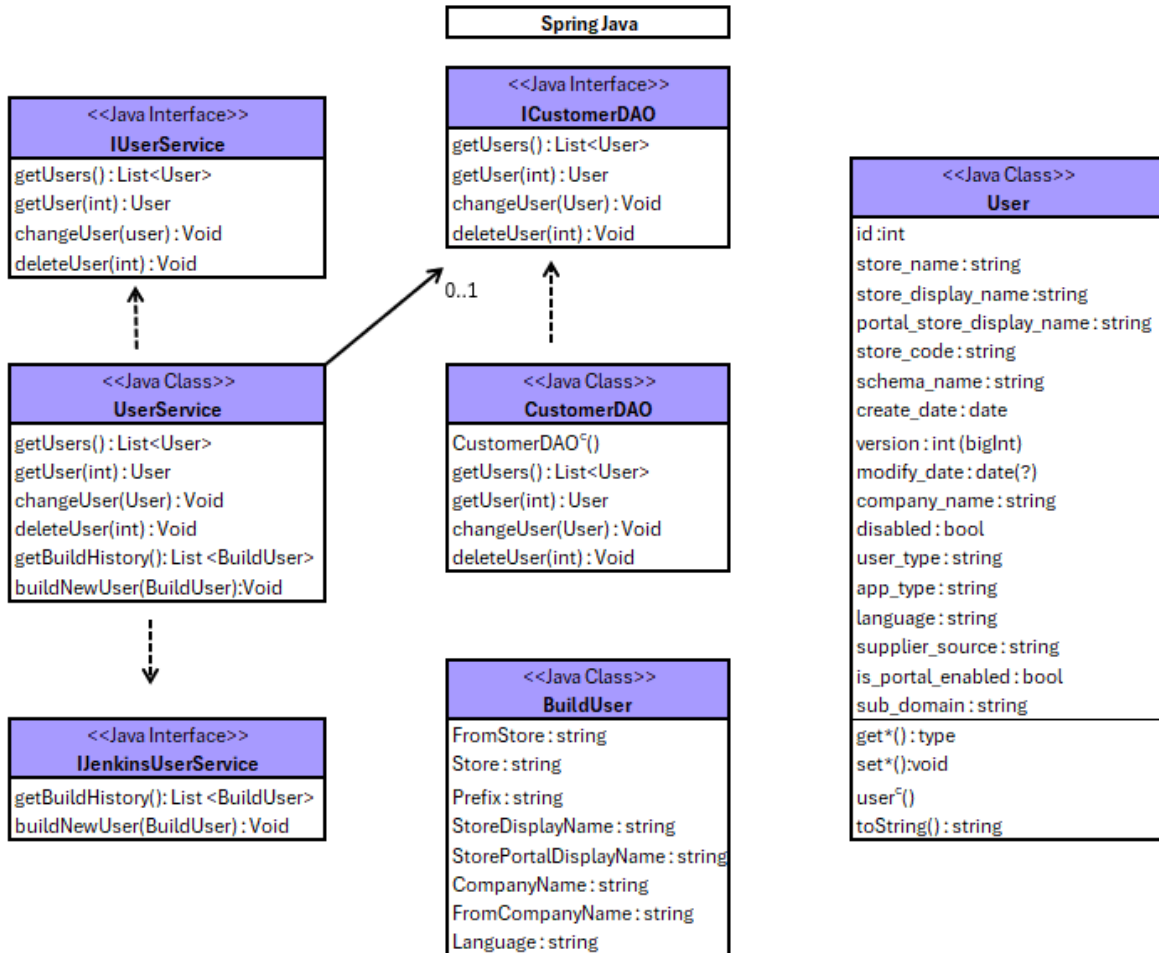 Spring Java
<<Java Interface>>
IUserService
getUsers() : List<User>
getUser(int) : User
changeUser(user) : Void
deleteUser(int) : Void
<<Java Interface>>
ICustomerDAO
getUsers() : List<User>
getUser(int) : User
changeUser(User) : Void
deleteUser(int) : Void
0..1
<<Java Class>>
UserService
getUsers() : List<User>
getUser(int) : User
changeUser(User) : Void
deleteUser(int) : Void
getBuildHistory(): List <BuildUser>
buildNewUser(BuildUser):Void
<<Java Class>>
CustomerDAO
CustomerDAOᶜ()
getUsers() : List<User>
getUser(int) : User
changeUser(User) : Void
deleteUser(int) : Void
<<Java Interface>>
IJenkinsUserService
getBuildHistory(): List <BuildUser>
buildNewUser(BuildUser) : Void
<<Java Class>>
BuildUser
FromStore : string
Store : string
Prefix : string
StoreDisplayName : string
StorePortalDisplayName : string
CompanyName : string
FromCompanyName : string
Language : string
<<Java Class>>
User
id :int
store_name : string
store_display_name :string
portal_store_display_name : string
store_code : string
schema_name : string
create_date : date
version : int (bigInt)
modify_date : date(?)
company_name : string
disabled : bool
user_type : string
app_type : string
language : string
supplier_source : string
is_portal_enabled : bool
sub_domain : string
get*() : type
set*():void
userᶜ()
toString() : string